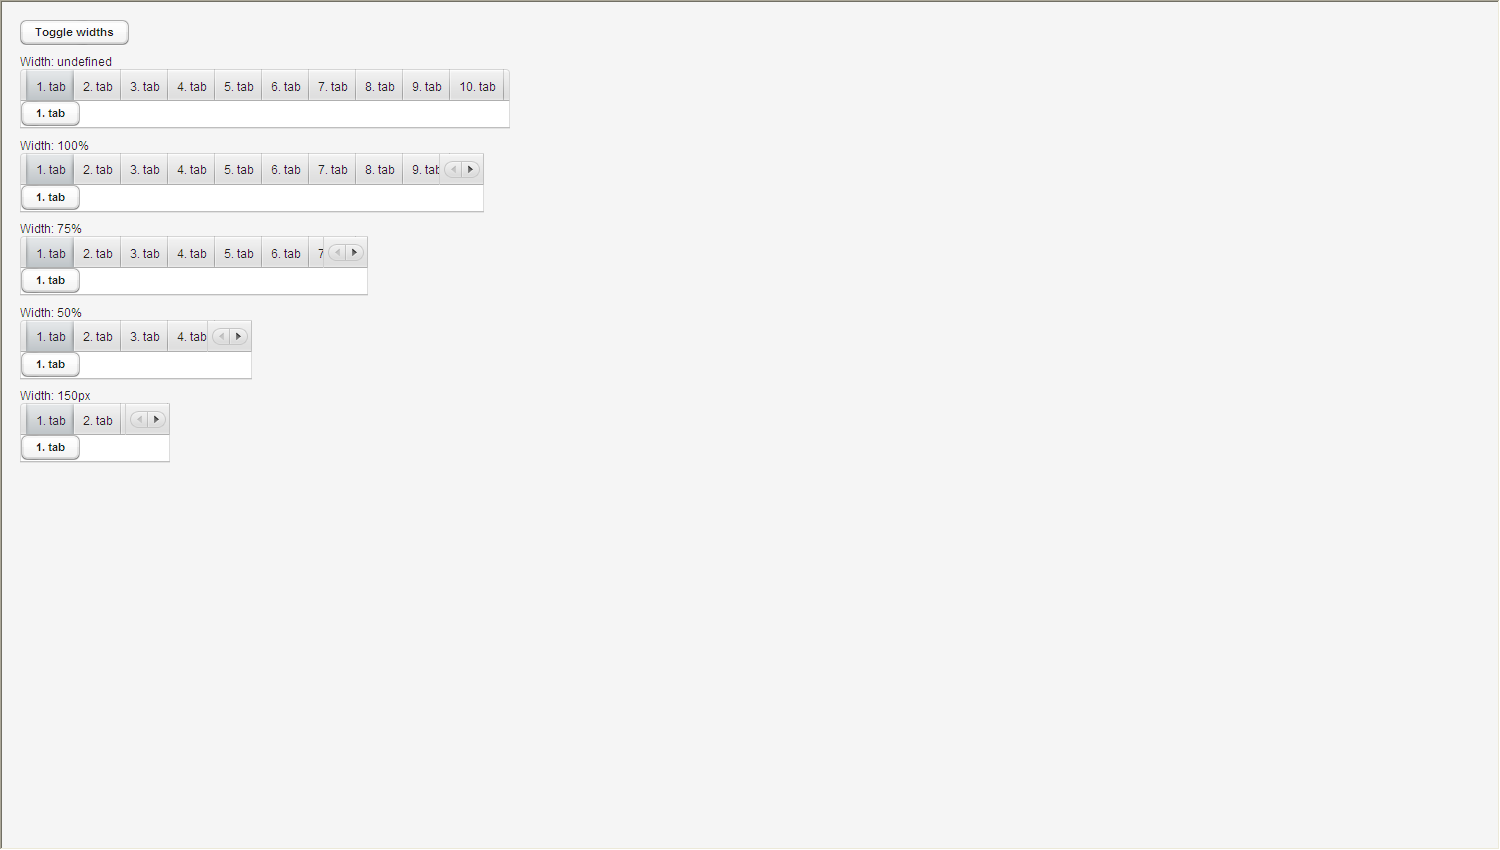 Toggle widths
Width: undefined
1. tab 2. tab 3. tab 4. tab 5. tab 6. tab 7. tab 8. tab 9. tab 10. tab
1. tab
Width: 100%
1. tab 2. tab 3. tab 4. tab 5. tab 6. tab 7. tab 8. tab 9. tab
1. tab
Width: 75%
1. tab 2. tab 3. tab 4. tab 5. tab 6. tab 7
1. tab
Width: 50%
1. tab 2. tab 3. tab 4. tab
1. tab
Width: 150px
1. tab 2. tab
1. tab